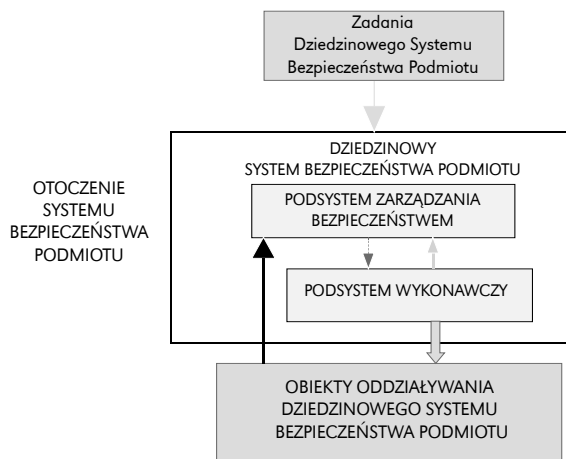 Zadania
Dziedzinowego Systemu
Bezpieczeństwa Podmiotu
DZIEDZINOWY
SYSTEM BEZPIECZEŃSTWA PODMIOTU
OTOCZENIE
SYSTEMU
BEZPIECZEŃSTWA
PODMIOTU
PODSYSTEM ZARZĄDZANIA
BEZPIECZEŃSTWEM
PODSYSTEM WYKONAWCZY
OBIEKTY ODDZIAŁYWANIA
DZIEDZINOWEGO SYSTEMU
BEZPIECZEŃSTWA PODMIOTU